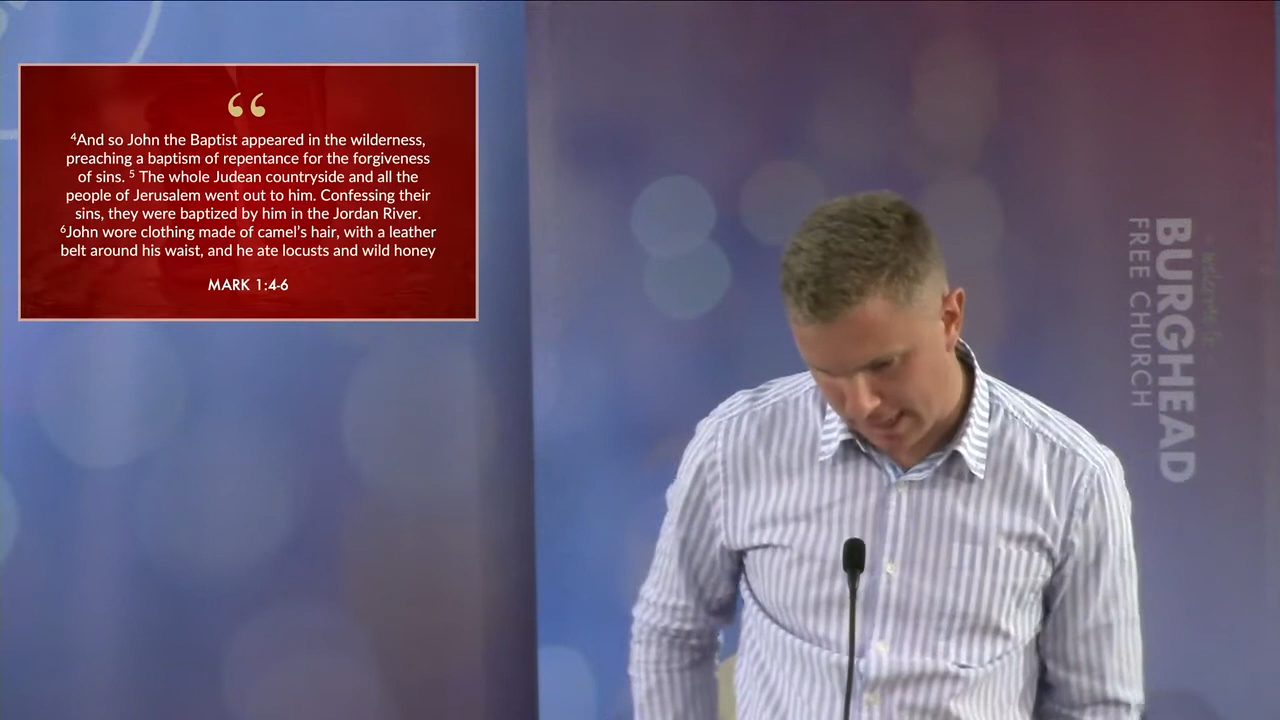 “
⁴And so John the Baptist appeared in the wilderness,
preaching a baptism of repentance for the forgiveness
of sins. ⁵ The whole Judean countryside and all the
people of Jerusalem went out to him. Confessing their
sins, they were baptized by him in the Jordan River.
⁶John wore clothing made of camel's hair, with a leather
belt around his waist, and he ate locusts and wild honey
MARK 1:4-6
BURGHEAD
FREE CHURCH